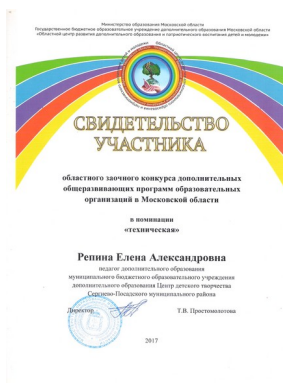 Министерство образования Московской области
Государственное бюджетное образовательное учреждение дополнительного образования Московской области
«Областной центр развития дополнительного образования и патриотического воспитания детей и молодежи»
СВИДЕТЕЛЬСТВО
УЧАСТНИКА
областного заочного конкурса дополнительных
общеразвивающих программ образовательных
организаций в Московской области
в номинации
«техническая»
Репина Елена Александровна
педагог дополнительного образования
муниципального бюджетного образовательного учреждения
дополнительного образования Центр детского творчества
Сергиево-Посадского муниципального района
Директор
Т.В. Простомолотова
2017